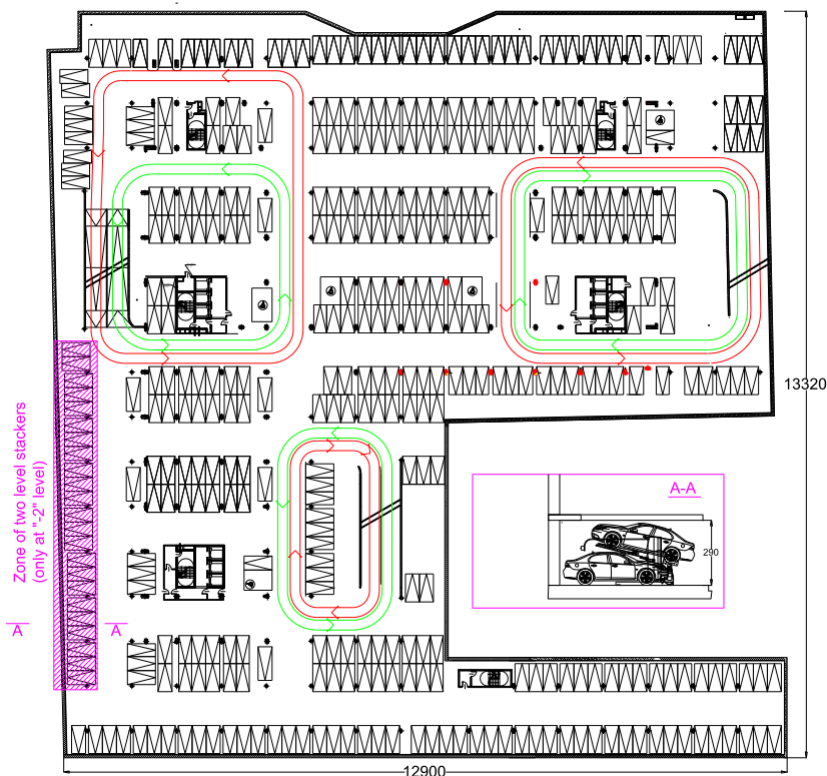 13320
Zone of two level stackers
(only at "-2" level)
A-A
290
A
A
12900